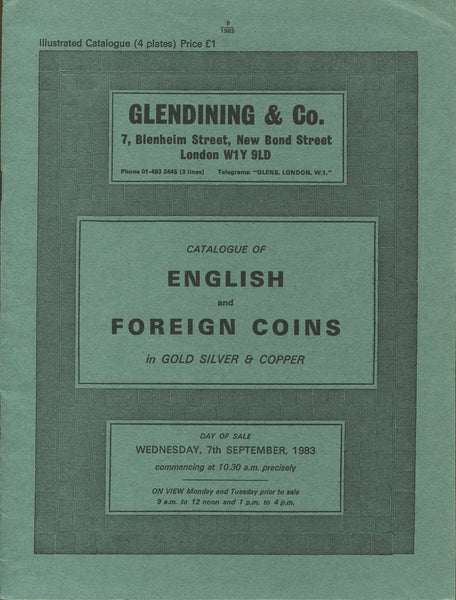 9
1983
Illustrated Catalogue (4 plates) Price £1
GLENDINING & Co.
7, Blenheim Street, New Bond Street
London W1Y 9LD
Phone 01-493 2445 (3 lines) Telegrams: "GLENS, LONDON, W.1."
CATALOGUE OF
ENGLISH
and
FOREIGN COINS
in GOLD SILVER & COPPER
DAY OF SALE
WEDNESDAY, 7th SEPTEMBER, 1983
commencing at 10.30 a.m. precisely
ON VIEW Monday and Tuesday prior to sale
9 a.m. to 12 noon and 1 p.m. to 4 p.m.